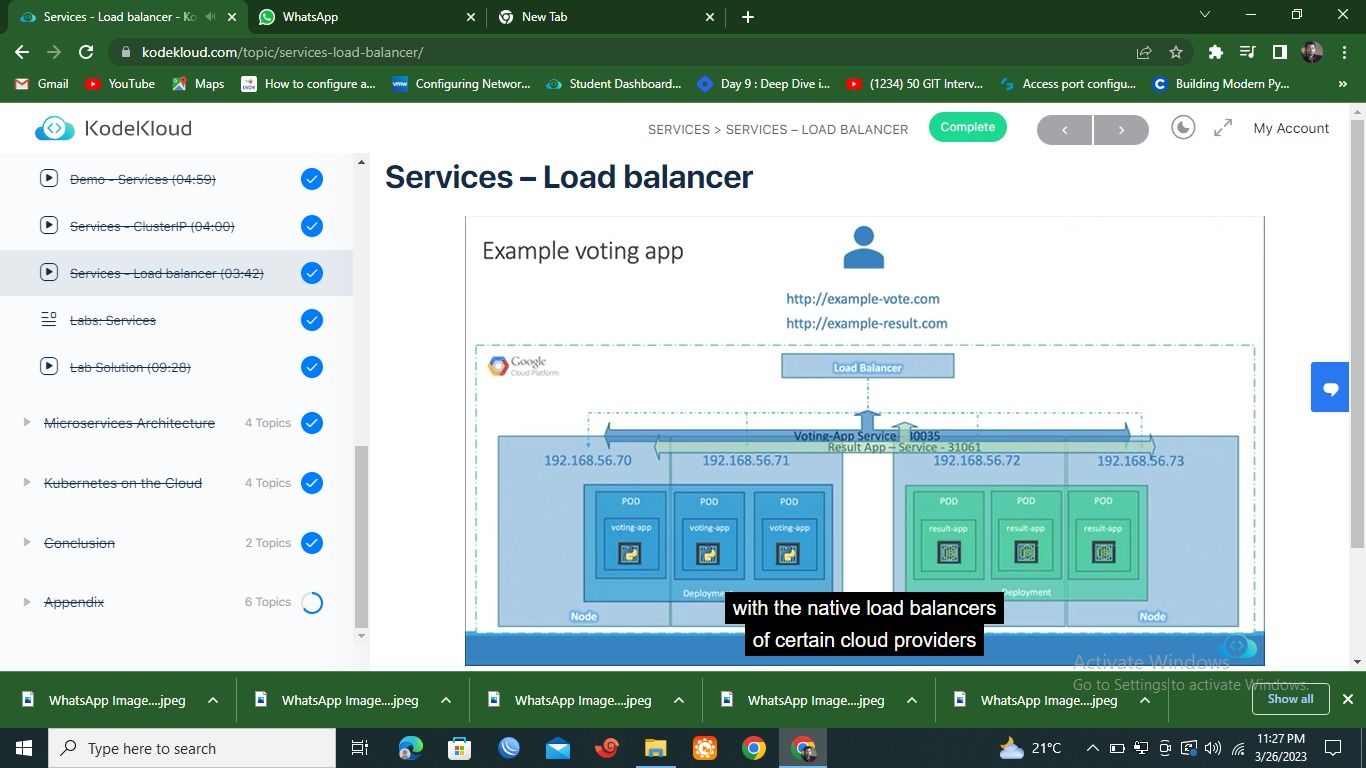 Services - Load balancer - Ko
WhatsApp
New Tab
kodekloud.com/topic/services-load-balancer/
Gmail
YouTube
Maps
How to configure a...
Configuring Networ...
Student Dashboard...
Day 9 : Deep Dive i...
(1234) 50 GIT Interv...
Access port configu...
Building Modern Py...
»
KodeKloud
SERVICES > SERVICES – LOAD BALANCER
Complete
My Account
Demo - Services (04:59)
Services - ClusterIP (04:00)
Services - Load balancer (03:42)
Labs: Services
Lab Solution (09:28)
Microservices Architecture 4 Topics
Kubernetes on the Cloud 4 Topics
Conclusion 2 Topics
Appendix 6 Topics
Services – Load balancer
Example voting app
http://example-vote.com
http://example-result.com
Google
Cloud Platform
Load Balancer
Voting-App Service 30035
Result App – Service - 31061
192.168.56.70 192.168.56.71 192.168.56.72 192.168.56.73
POD POD POD POD POD POD
voting-app voting-app voting-app result-app result-app result-app
Node Node
with the native load balancers
of certain cloud providers
Activate Windows
Go to Settings to activate Windows.
WhatsApp Image....jpeg
WhatsApp Image....jpeg
WhatsApp Image....jpeg
WhatsApp Image....jpeg
WhatsApp Image....jpeg
Show all
Type here to search
21°C
11:27 PM
3/26/2023